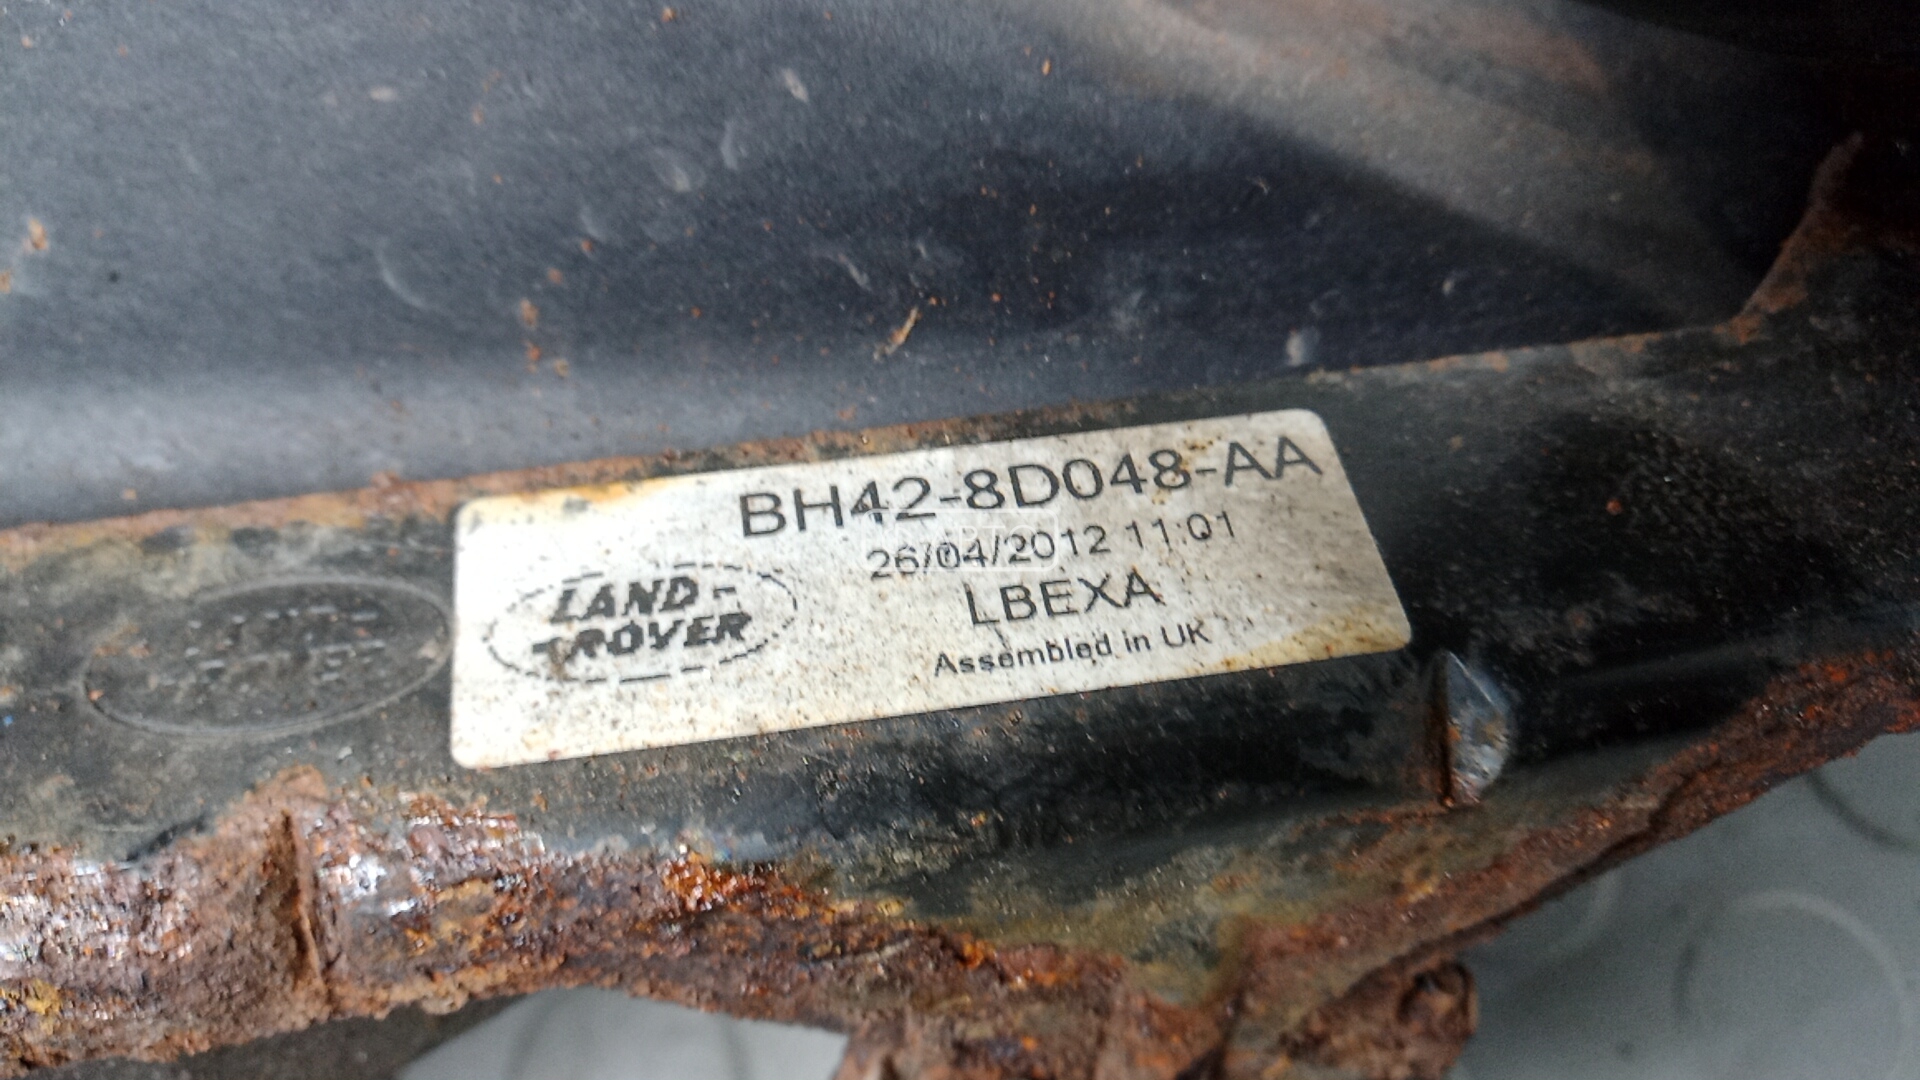 BH42-8D048-AA
26/04/2012 11:01
LBEXA
Assembled in UK
LAND-
-ROVER